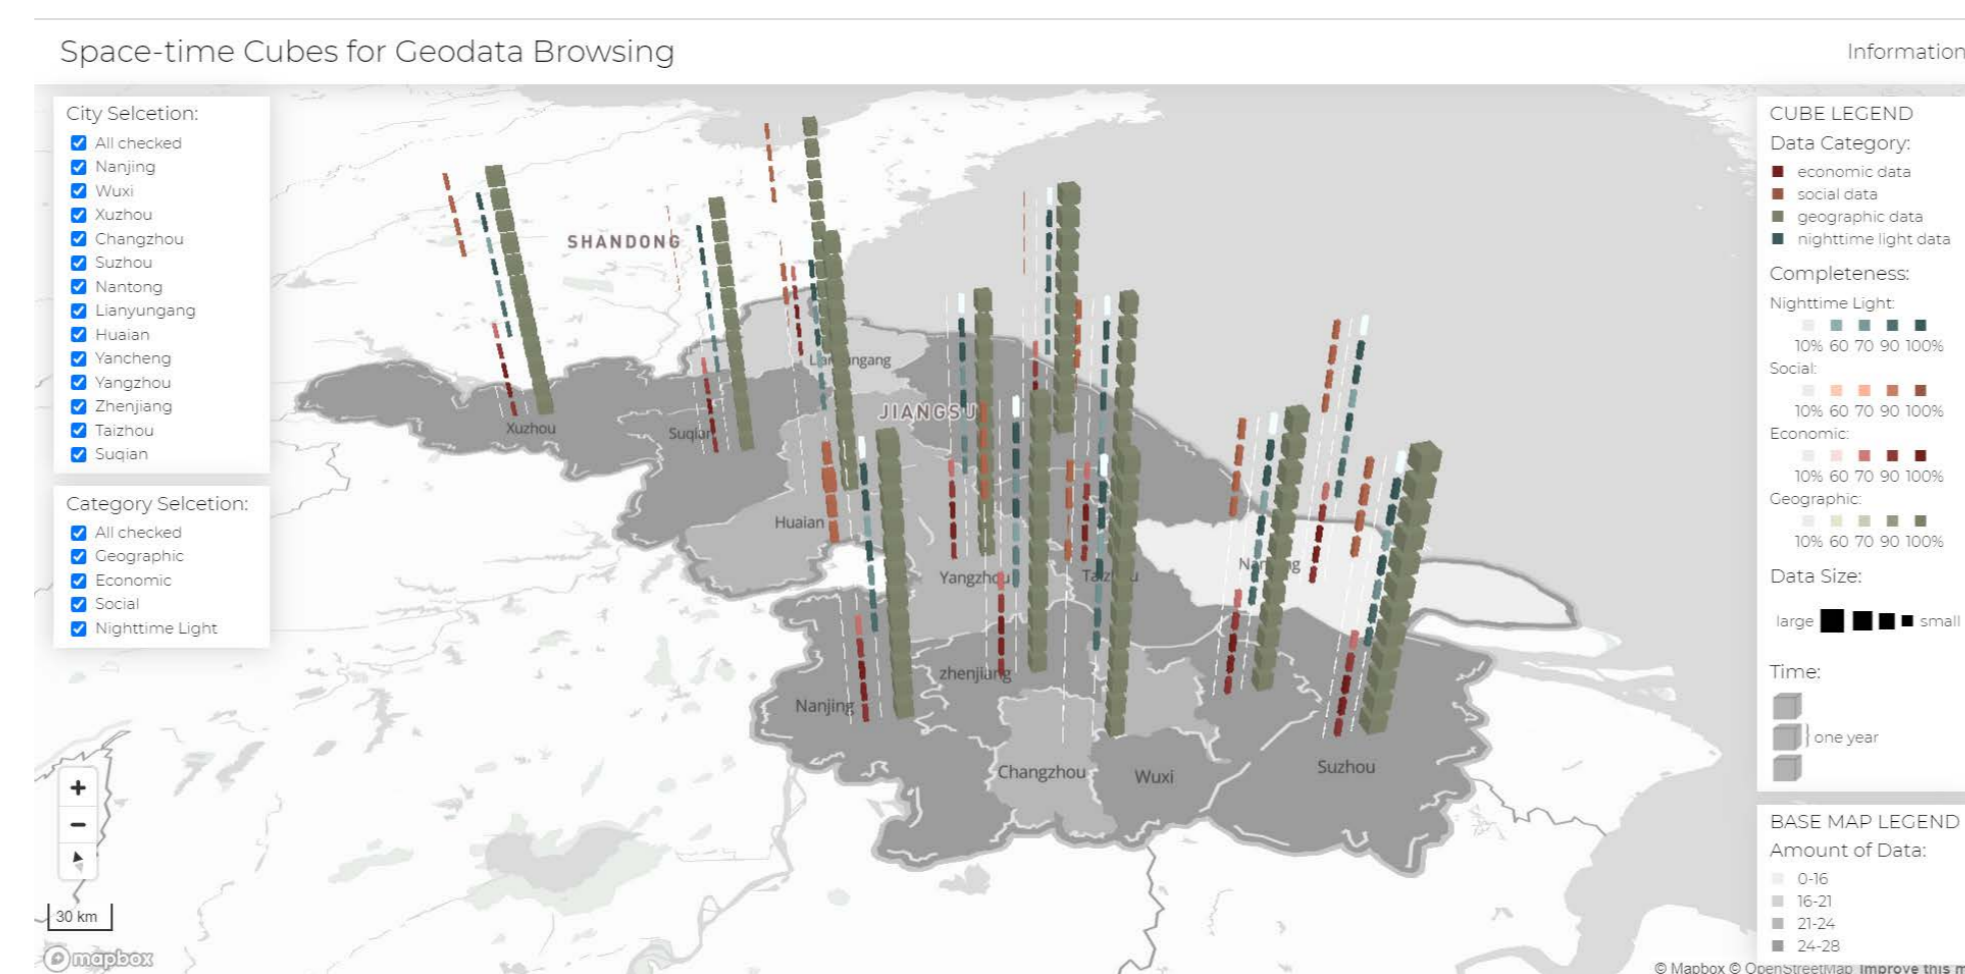 Space-time Cubes for Geodata Browsing
Information
City Selcetion:
All checked
Nanjing
Wuxi
Xuzhou
Changzhou
Suzhou
Nantong
Lianyungang
Huaian
Yancheng
Yangzhou
Zhenjiang
Taizhou
Suqian
Category Selcetion:
All checked
Geographic
Economic
Social
Nighttime Light
SHANDONG
JIANGSU
Xuzhou
Suqian
Huaian
Yangzhou
zhenjiang
Nanjing
Changzhou
Wuxi
Suzhou
CUBE LEGEND
Data Category:
economic data
social data
geographic data
nighttime light data
Completeness:
Nighttime Light:
10% 60 70 90 100%
Social:
10% 60 70 90 100%
Economic:
10% 60 70 90 100%
Geographic:
10% 60 70 90 100%
Data Size:
large small
Time:
one year
BASE MAP LEGEND
Amount of Data:
0-16
16-21
21-24
24-28
30 km
mapbox
© Mapbox © OpenStreetMap Improve this m